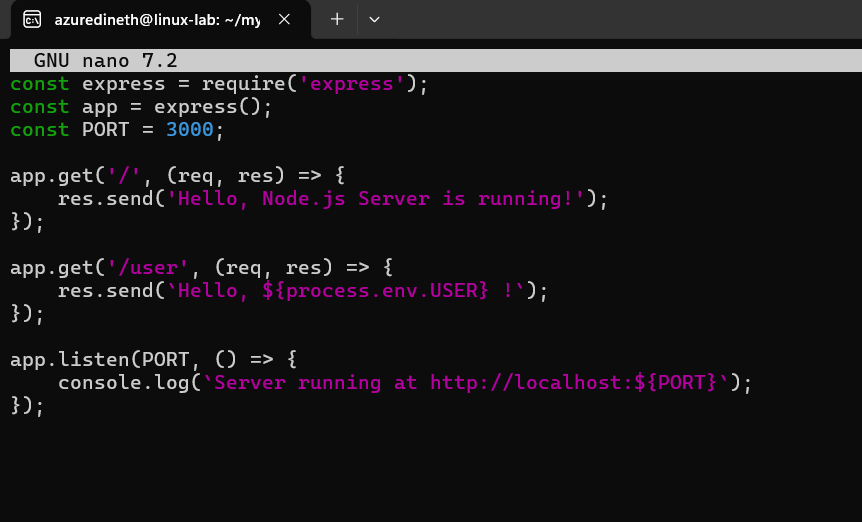 azuredineth@linux-lab: ~/my
GNU nano 7.2
const express = require('express');
const app = express();
const PORT = 3000;

app.get('/', (req, res) => {
    res.send('Hello, Node.js Server is running!');
});

app.get('/user', (req, res) => {
    res.send(`Hello, ${process.env.USER} !`);
});

app.listen(PORT, () => {
    console.log(`Server running at http://localhost:${PORT}`);
});